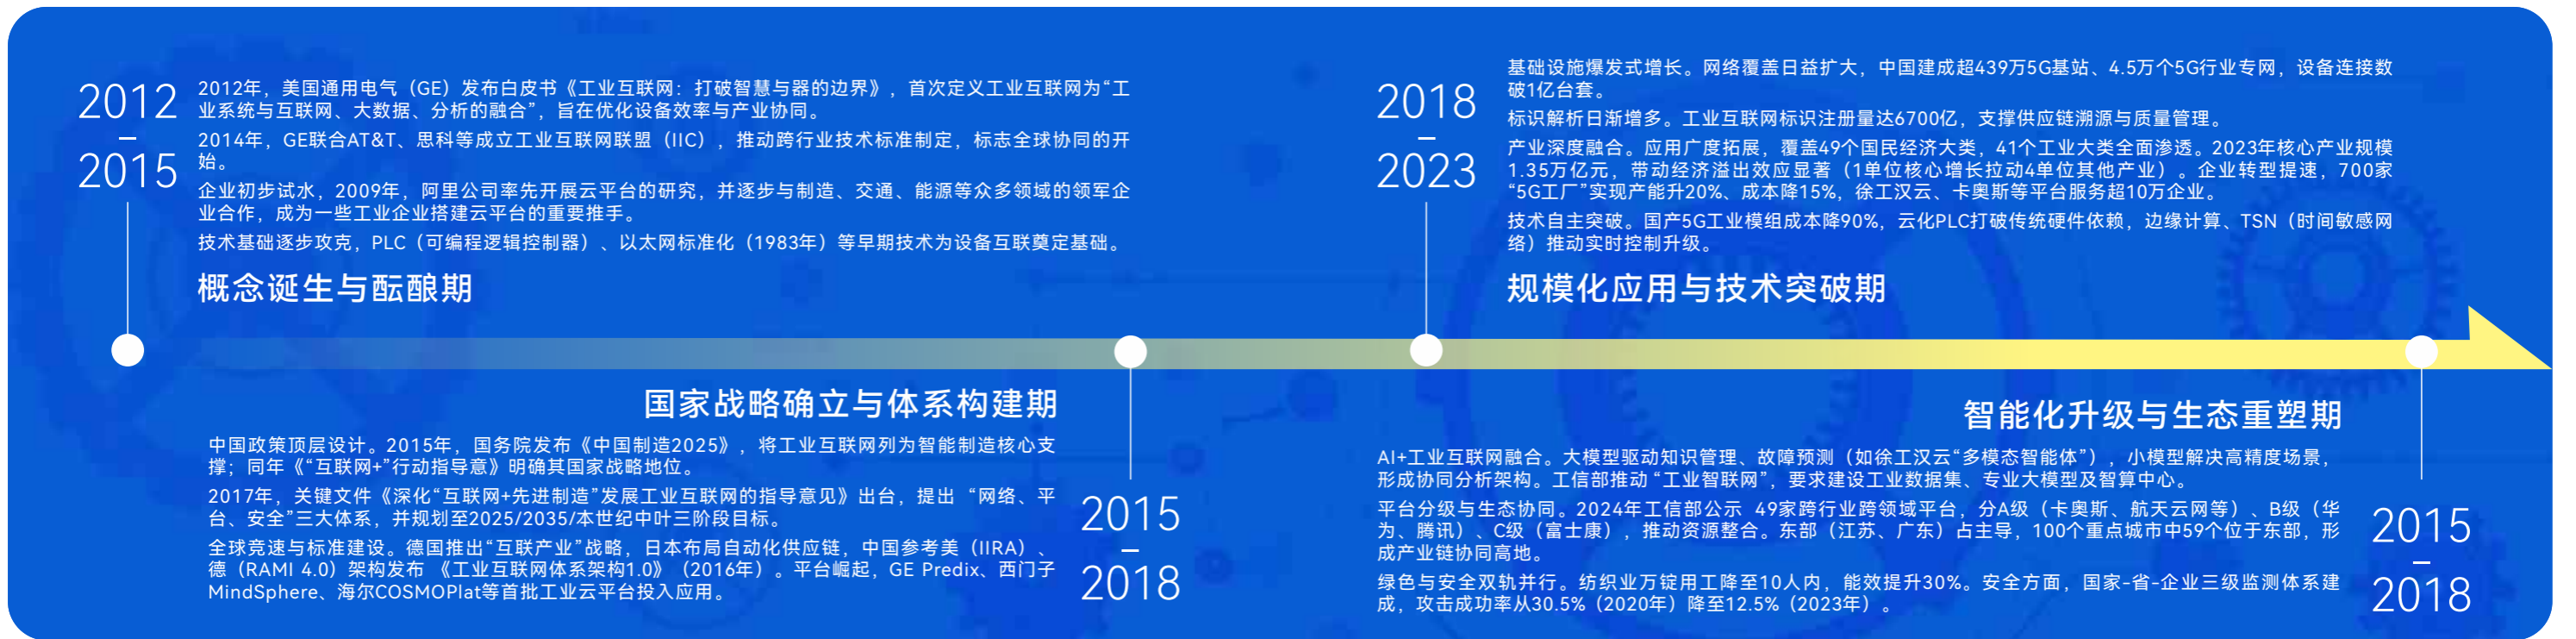 2012
–
2015
2012年，美国通用电气（GE）发布白皮书《工业互联网：打破智慧与器的边界》，首次定义工业互联网为“工
业系统与互联网、大数据、分析的融合”，旨在优化设备效率与产业协同。
2014年，GE联合AT&T、思科等成立工业互联网联盟（IIC），推动跨行业技术标准制定，标志全球协同的开
始。
企业初步试水，2009年，阿里公司率先开展云平台的研究，并逐步与制造、交通、能源等众多领域的领军企
业合作，成为一些工业企业搭建云平台的重要推手。
技术基础逐步攻克，PLC（可编程逻辑控制器）、以太网标准化（1983年）等早期技术为设备互联奠定基础。
概念诞生与酝酿期
国家战略确立与体系构建期
中国政策顶层设计。2015年，国务院发布《中国制造2025》，将工业互联网列为智能制造核心支
撑；同年《“互联网+”行动指导意》明确其国家战略地位。
2017年，关键文件《深化“互联网+先进制造”发展工业互联网的指导意见》出台，提出 “网络、平
台、安全”三大体系，并规划至2025/2035/本世纪中叶三阶段目标。
全球竞速与标准建设。德国推出“互联产业”战略，日本布局自动化供应链，中国参考美（IIRA）、
德（RAMI 4.0）架构发布 《工业互联网体系架构1.0》（2016年）。平台崛起，GE Predix、西门子
MindSphere、海尔COSMOPlat等首批工业云平台投入应用。
2015
–
2018
2018
–
2023
基础设施爆发式增长。网络覆盖日益扩大，中国建成超439万5G基站、4.5万个5G行业专网，设备连接数
破1亿台套。
标识解析日渐增多。工业互联网标识注册量达6700亿，支撑供应链溯源与质量管理。
产业深度融合。应用广度拓展，覆盖49个国民经济大类，41个工业大类全面渗透。2023年核心产业规模
1.35万亿元，带动经济溢出效应显著（1单位核心增长拉动4单位其他产业）。企业转型提速，700家
“5G工厂”实现产能升20%、成本降15%，徐工汉云、卡奥斯等平台服务超10万企业。
技术自主突破。国产5G工业模组成本降90%，云化PLC打破传统硬件依赖，边缘计算、TSN（时间敏感网
络）推动实时控制升级。
规模化应用与技术突破期
智能化升级与生态重塑期
AI+工业互联网融合。大模型驱动知识管理、故障预测（如徐工汉云“多模态智能体”），小模型解决高精度场景，
形成协同分析架构。工信部推动 “工业智联网”，要求建设工业数据集、专业大模型及智算中心。
平台分级与生态协同。2024年工信部公示 49家跨行业跨领域平台，分A级（卡奥斯、航天云网等）、B级（华
为、腾讯）、C级（富士康），推动资源整合。东部（江苏、广东）占主导，100个重点城市中59个位于东部，形
成产业链协同高地。
绿色与安全双轨并行。纺织业万锭用工降至10人内，能效提升30%。安全方面，国家-省-企业三级监测体系建
成，攻击成功率从30.5%（2020年）降至12.5%（2023年）。
2015
–
2018